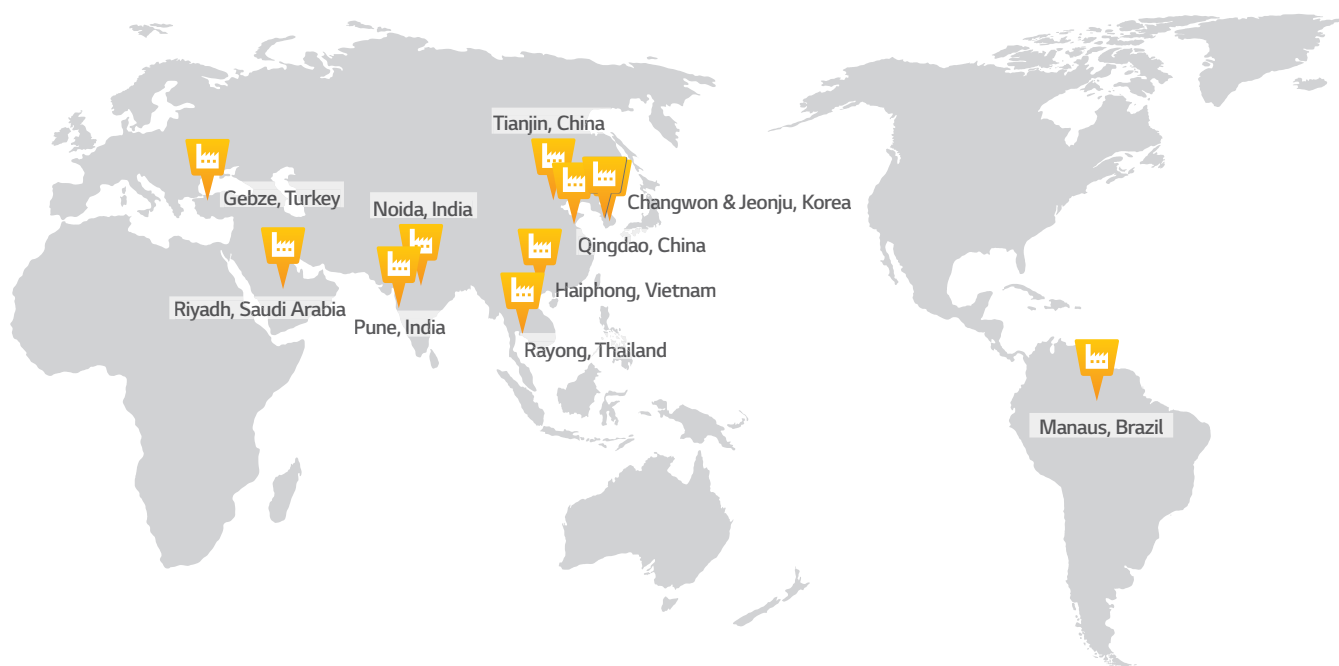 Tianjin, China
Gebze, Turkey
Noida, India
Changwon & Jeonju, Korea
Qingdao, China
Riyadh, Saudi Arabia
Haiphong, Vietnam
Pune, India
Rayong, Thailand
Manaus, Brazil